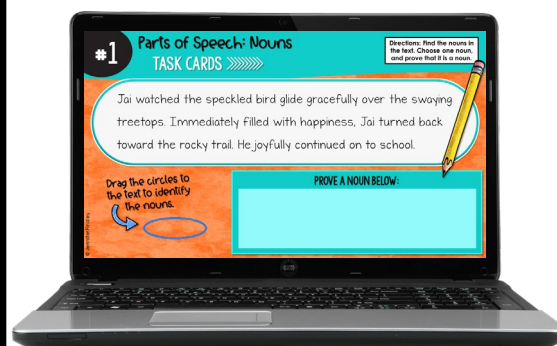 #1
Parts of Speech: Nouns
TASK CARDS
Directions: Find the nouns in
the text. Choose one noun,
and prove that it is a noun.
Jai watched the speckled bird glide gracefully over the swaying
treetops. Immediately filled with happiness, Jai turned back
toward the rocky trail. He joyfully continued on to school.
Drag the circles to
the text to identify
the nouns.
PROVE A NOUN BELOW: